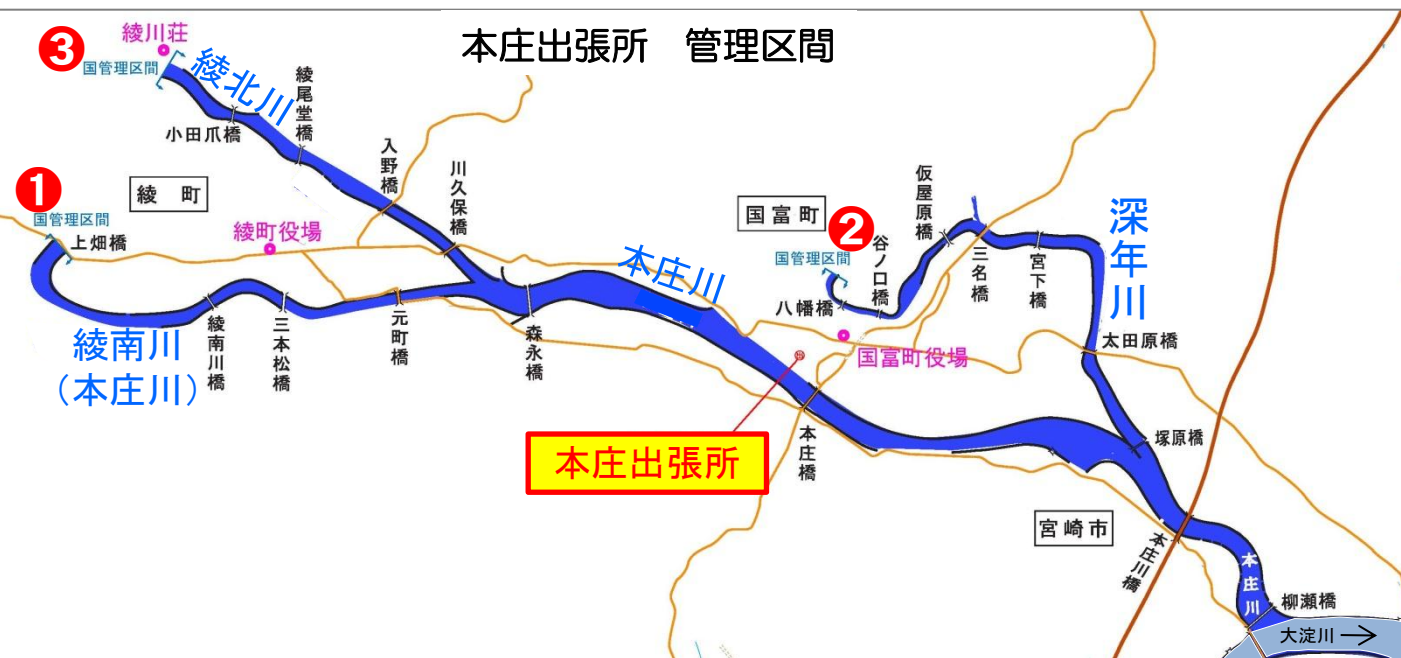 本庄出張所 管理区間
3
綾川荘
国管理区間
綾北川
小田爪橋
綾尾堂橋
入野橋
川久保橋
1
国管理区間
上畑橋
綾町
綾町役場
綾南川
（本庄川）
綾南川橋
三本松橋
元町橋
森永橋
本庄川
国富町
2
国管理区間
八幡橋
谷ノ口橋
仮屋原橋
三名橋
宮下橋
深年川
太田原橋
国富町役場
本庄出張所
本庄橋
塚原橋
宮崎市
本庄川橋
本庄川
柳瀬橋
大淀川→